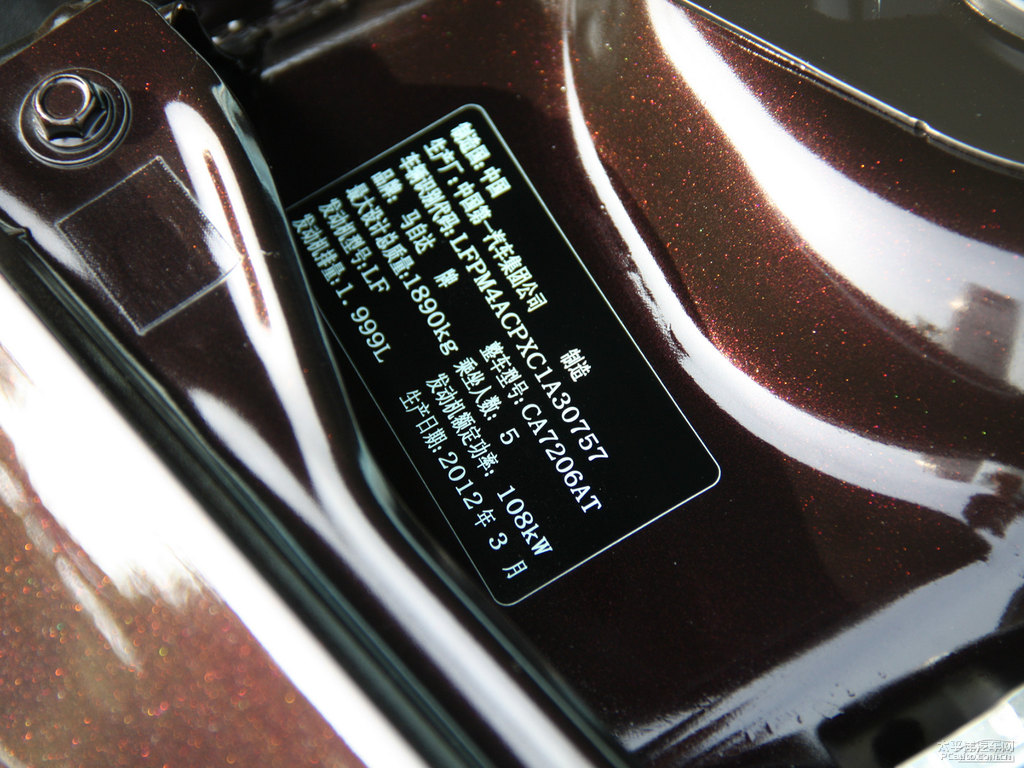 制造国:中国
生产厂:中国第一汽车集团公司 制造
车辆识别代码:LFPM4ACPXC1A30757
品牌: 马自达 牌 整车型号:CA7206AT
最大设计总质量:1890kg 乘坐人数: 5
发动机型号:LF 发动机额定功率: 108kW
发动机排量:1.999L 生产日期:2012年3月
太平洋汽车网
PCauto.com.cn